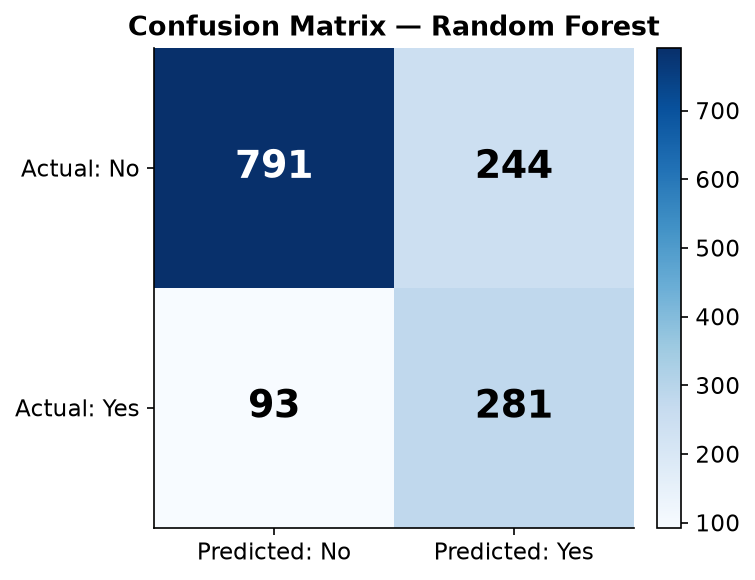 Confusion Matrix — Random Forest
Actual: No
791
244
Actual: Yes
93
281
Predicted: No
Predicted: Yes
700
600
500
400
300
200
100